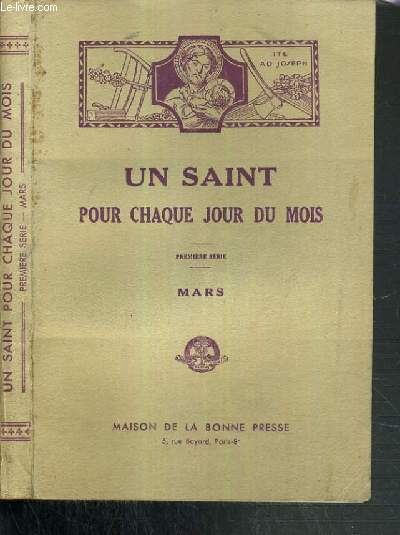 Le-livre.com
ITE
AD JOSEPH
UN SAINT
POUR CHAQUE JOUR DU MOIS
PREMIÈRE SÉRIE
MARS
MAISON DE LA BONNE PRESSE
5, rue Bayard, Paris-8e
UN SAINT POUR CHAQUE JOUR DU MOIS
PREMIÈRE SÉRIE — MARS